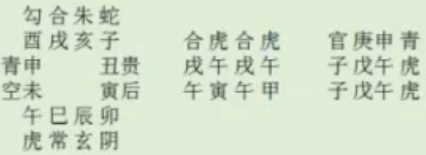 勾合朱蛇
酉戌亥子 合虎合虎 官庚申青
青申 丑贵 戌午戌午 子戊午虎
空未 寅后 午寅午甲 子戊午虎
午巳辰卯
虎常玄阴